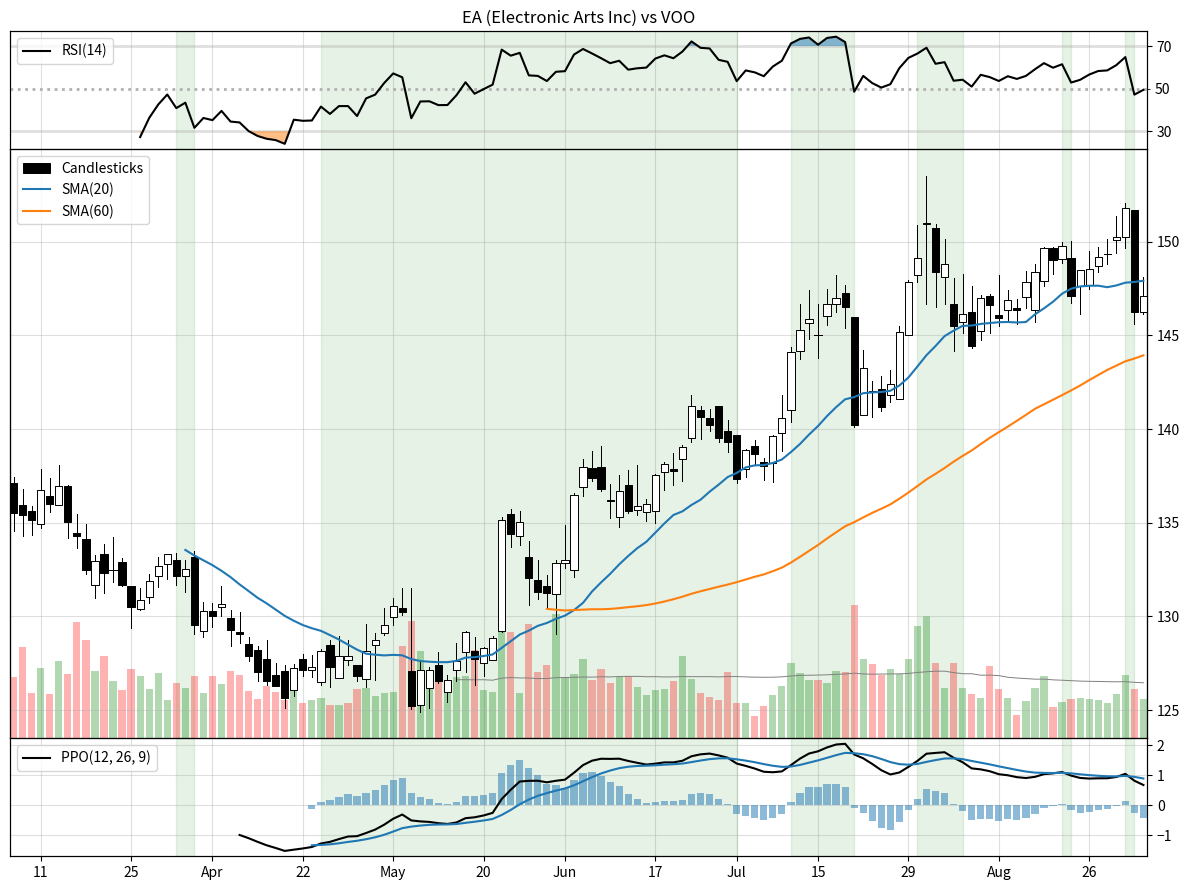 EA (Electronic Arts Inc) vs VOO
RSI(14)
70
50
30
Candlesticks
SMA(20)
SMA(60)
150
145
140
135
130
125
PPO(12, 26, 9)
2
1
0
−1
11 25 Apr 22 May 20 Jun 17 Jul 15 29 Aug 26